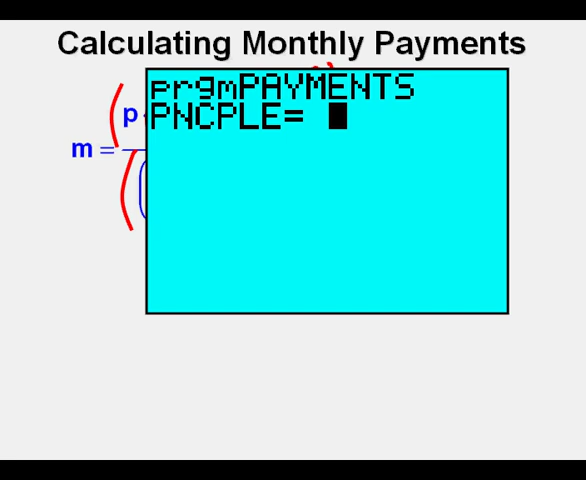 Calculating Monthly Payments
prgmPAYMENTS
PNCPLE=
p
m =